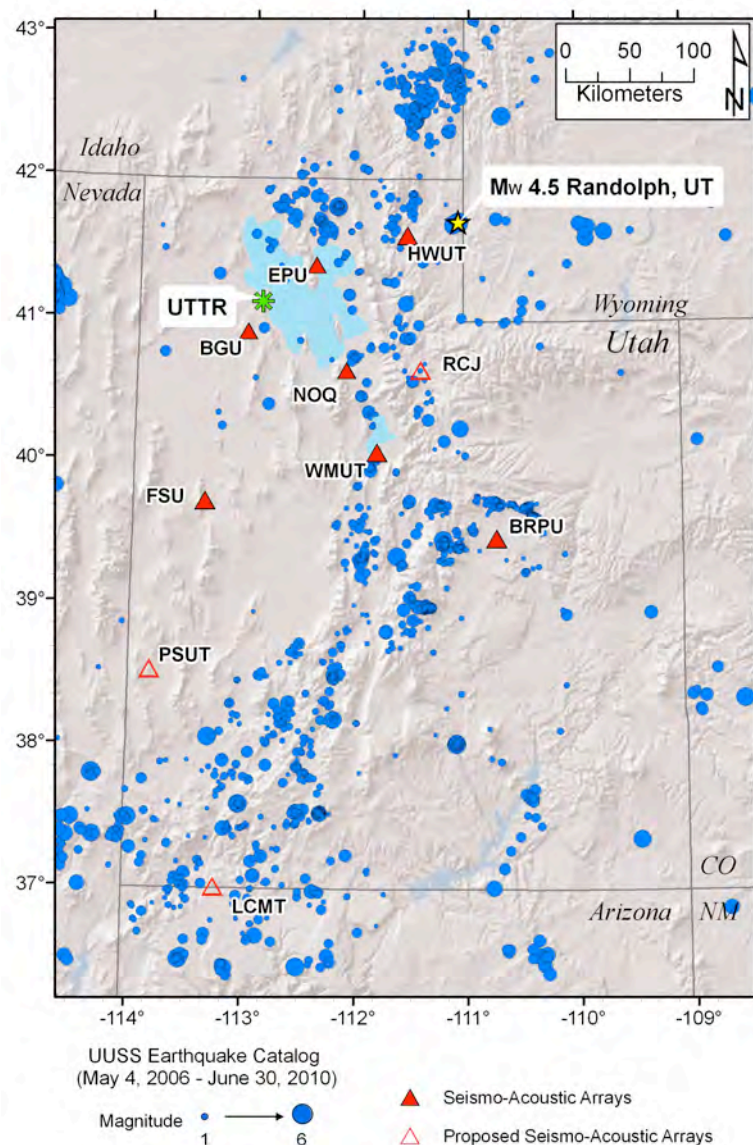 43°
0 50 100
Kilometers
N
42°
Idaho
Nevada
Mw 4.5 Randolph, UT
HWUT
EPU
41°
UTTR
Wyoming
BGU
Utah
RCJ
NOQ
40°
WMUT
FSU
BRPU
39°
PSUT
38°
37°
CO
LCMT
Arizona NM
-114 -113 -112 -111 -110 -109
UUSS Earthquake Catalog
(May 4, 2006 - June 30, 2010)
Seismo-Acoustic Arrays
Magnitude
1 6
Proposed Seismo-Acoustic Arrays